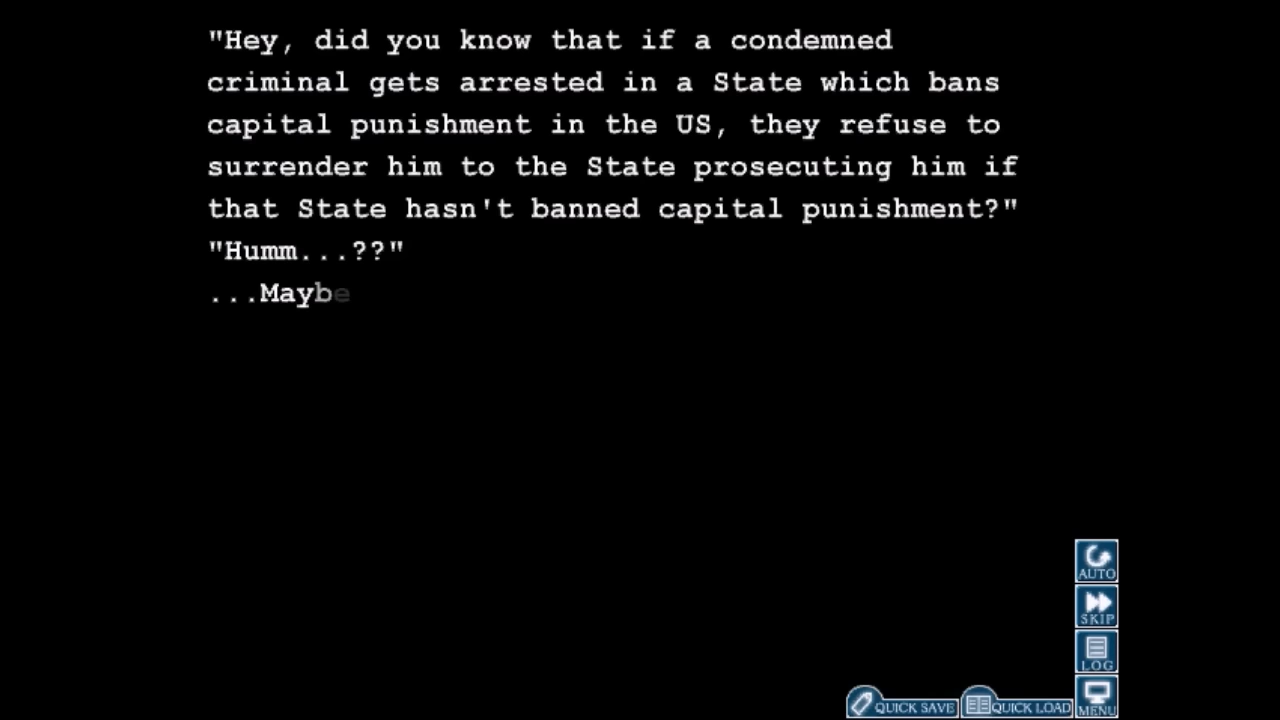 "Hey, did you know that if a condemned
criminal gets arrested in a State which bans
capital punishment in the US, they refuse to
surrender him to the State prosecuting him if
that State hasn't banned capital punishment?"
"Humm...??"
...Maybe
AUTO
SKIP
LOG
QUICK SAVE QUICK LOAD MENU